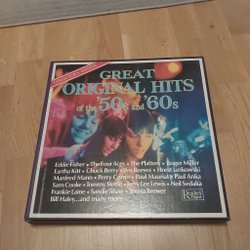 GREAT
ORIGINAL HITS
of the '50s and '60s
Eddie Fisher • The Four Aces • The Platters • Roger Miller
Eartha Kitt • Chuck Berry • Jim Reeves • Horst Jankowski
Manfred Mann • Perry Como • Paul Mauriat • Paul Anka
Sam Cooke • Tommy Steele • Jerry Lee Lewis • Neil Sedaka
Frankie Laine • Sandie Shaw • Teresa Brewer
Bill Haley...and many more
Reader's
Digest